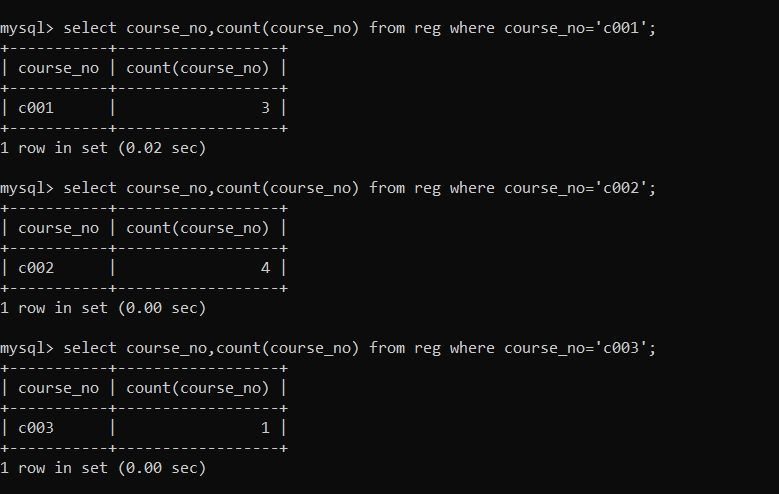 mysql> select course_no,count(course_no) from reg where course_no='c001';
+-----------+------------------+
| course_no | count(course_no) |
+-----------+------------------+
| c001      |                3 |
+-----------+------------------+
1 row in set (0.02 sec)
mysql> select course_no,count(course_no) from reg where course_no='c002';
+-----------+------------------+
| course_no | count(course_no) |
+-----------+------------------+
| c002      |                4 |
+-----------+------------------+
1 row in set (0.00 sec)
mysql> select course_no,count(course_no) from reg where course_no='c003';
+-----------+------------------+
| course_no | count(course_no) |
+-----------+------------------+
| c003      |                1 |
+-----------+------------------+
1 row in set (0.00 sec)